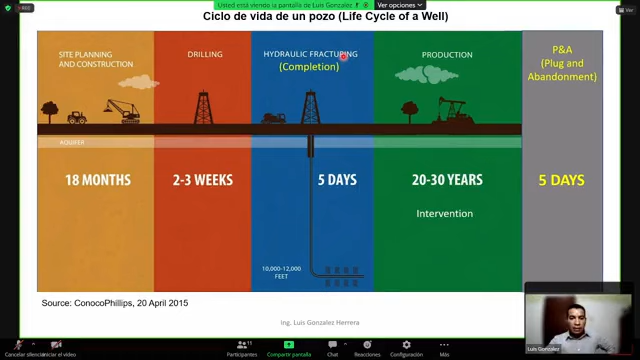 Usted está viendo la pantalla de Luis Gonzalez
Ver opciones
Ver
Ciclo de vida de un pozo (Life Cycle of a Well)
SITE PLANNING
AND CONSTRUCTION
DRILLING
HYDRAULIC FRACTURING
(Completion)
PRODUCTION
P&A
(Plug and
Abandonment)
AQUIFER
18 MONTHS
2-3 WEEKS
5 DAYS
20-30 YEARS
5 DAYS
Intervention
10,000-12,000
FEET
Source: ConocoPhillips, 20 April 2015
Ing. Luis Gonzalez Herrera
Luis Gonzalez
Cancelar silencio
Iniciar el video
11
Participantes
Compartir pantalla
Chat
Reacciones
Configuración
Más